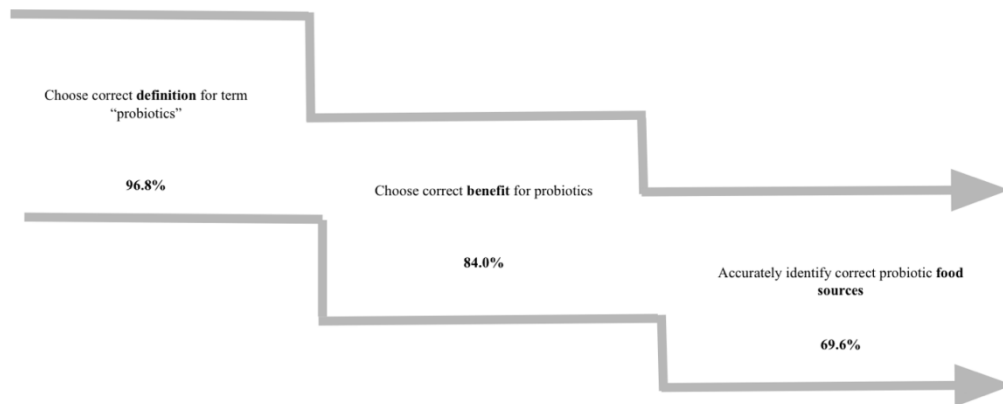 Choose correct definition for term
“probiotics”
96.8%
Choose correct benefit for probiotics
84.0%
Accurately identify correct probiotic food
sources
69.6%